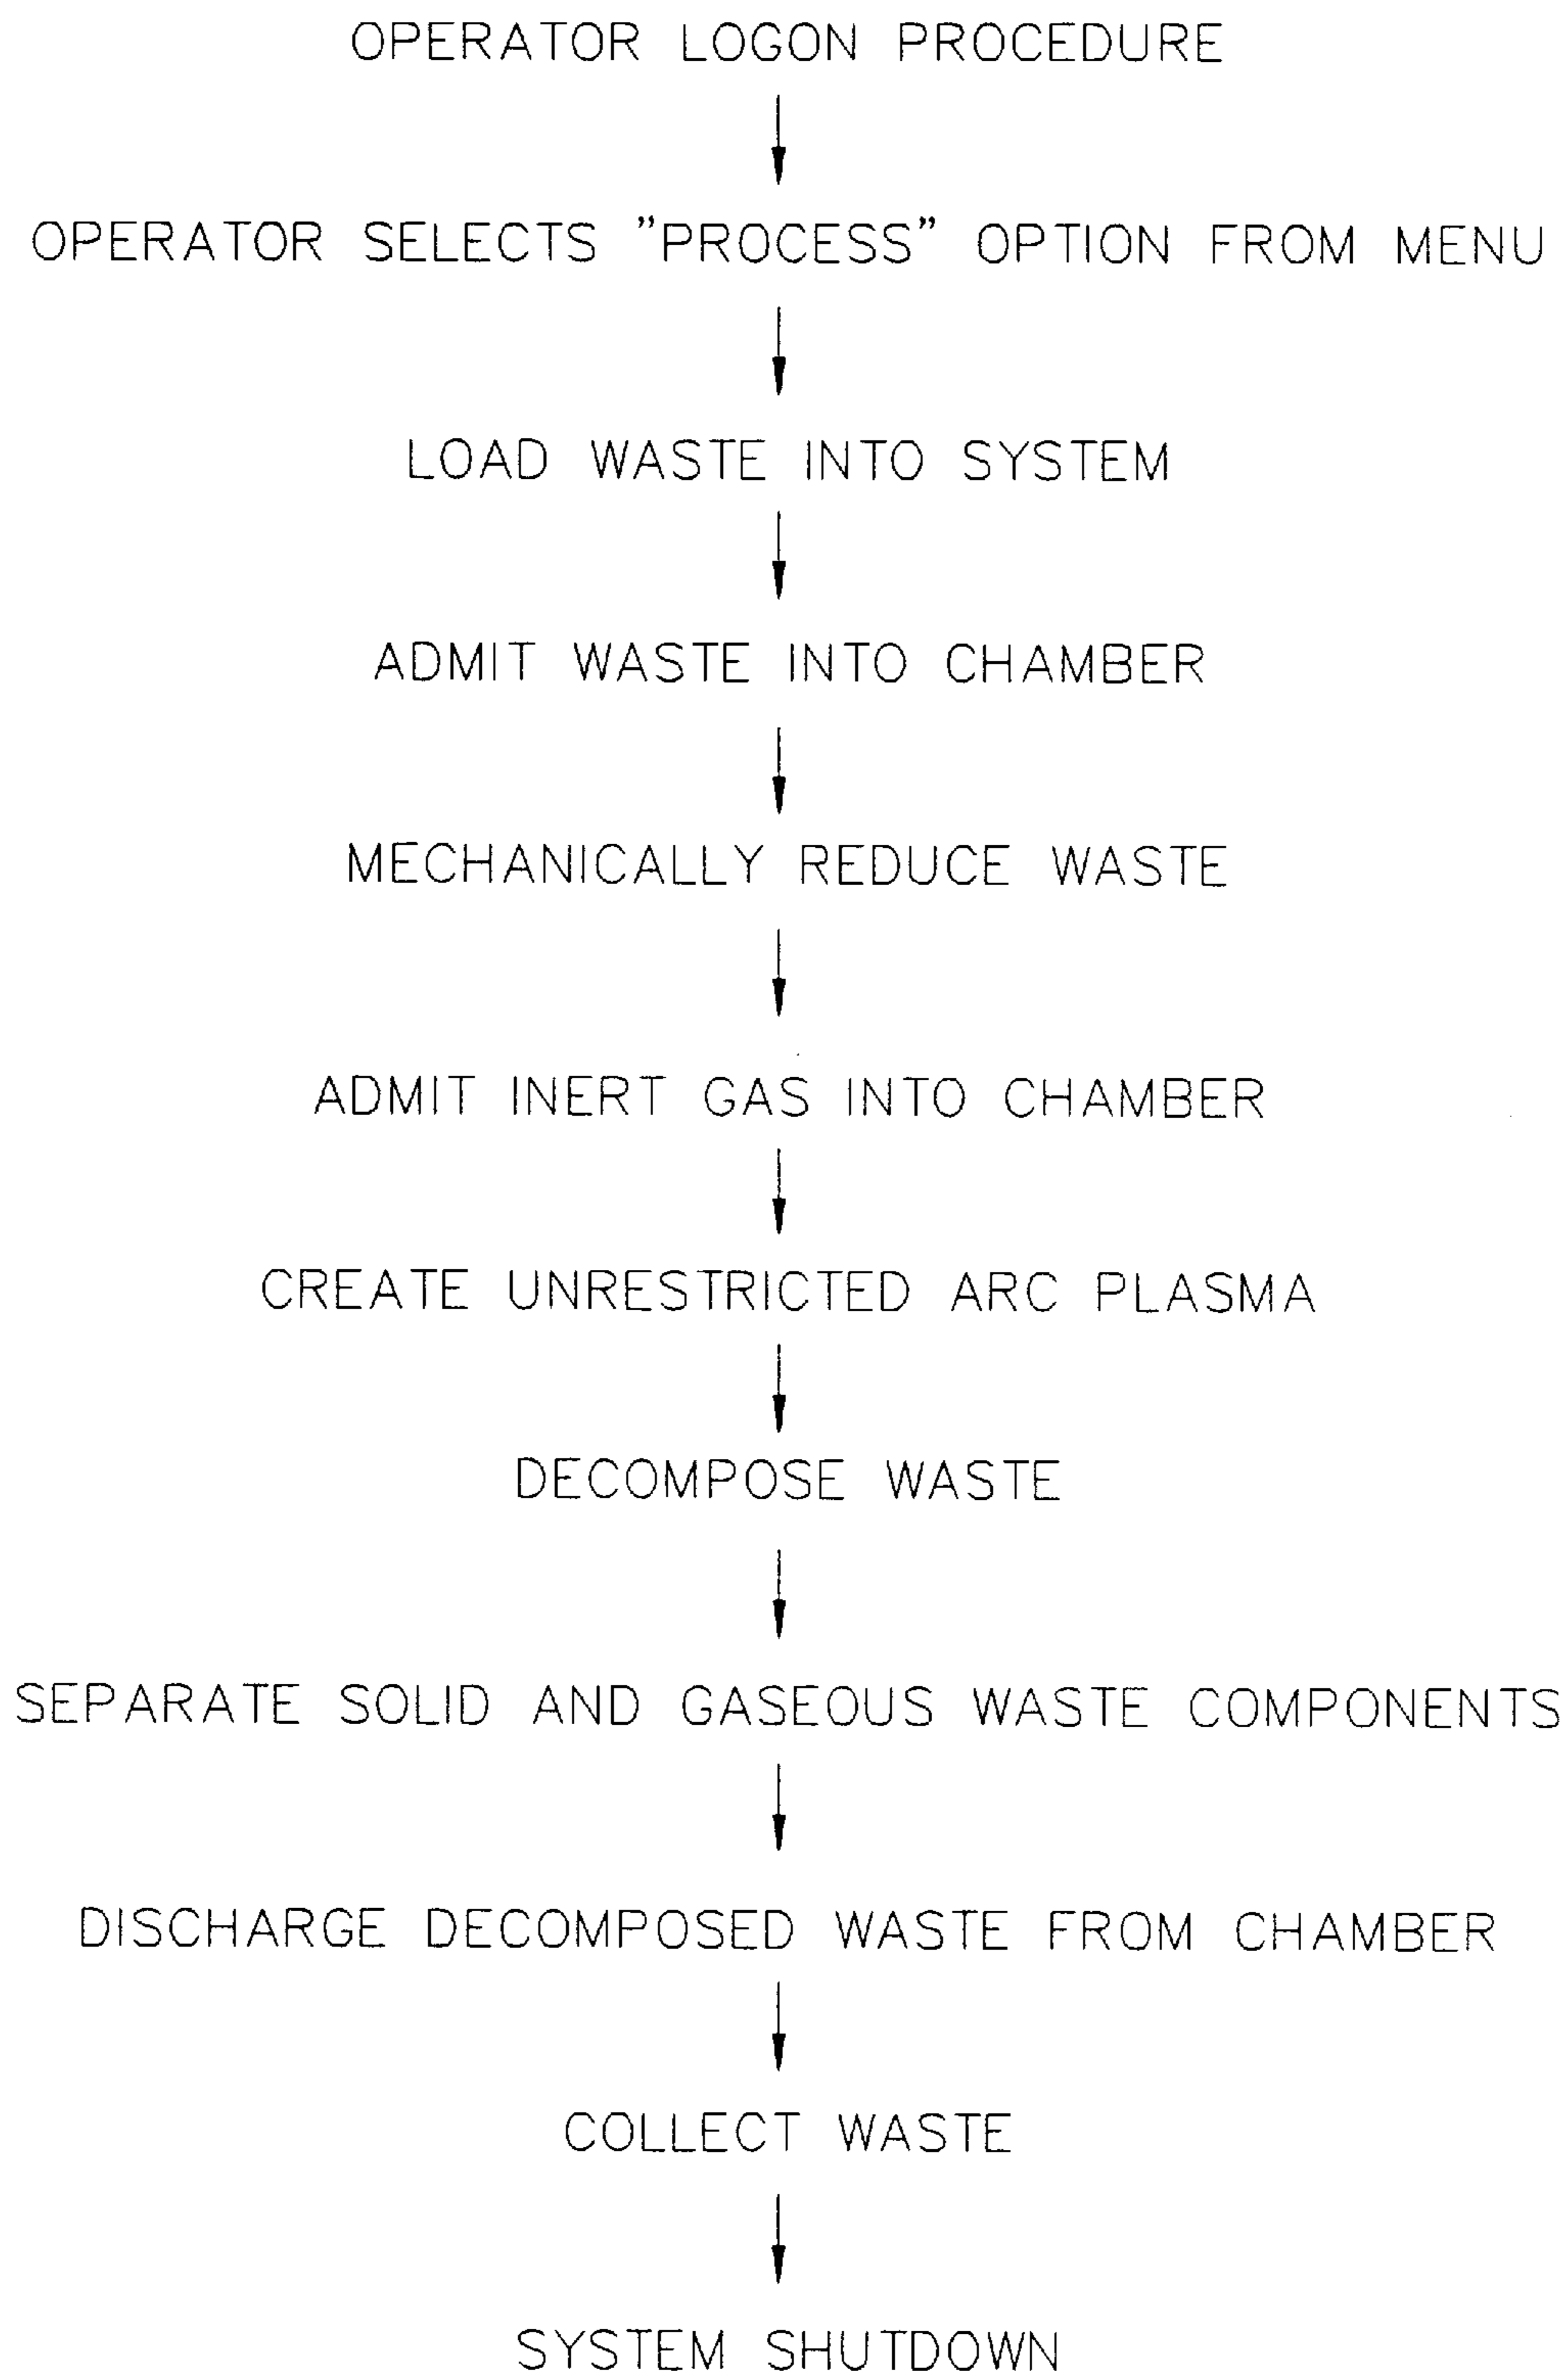 OPERATOR LOGON PROCEDURE
OPERATOR SELECTS "PROCESS" OPTION FROM MENU
LOAD WASTE INTO SYSTEM
ADMIT WASTE INTO CHAMBER
MECHANICALLY REDUCE WASTE
ADMIT INERT GAS INTO CHAMBER
CREATE UNRESTRICTED ARC PLASMA
DECOMPOSE WASTE
SEPARATE SOLID AND GASEOUS WASTE COMPONENTS
DISCHARGE DECOMPOSED WASTE FROM CHAMBER
COLLECT WASTE
SYSTEM SHUTDOWN